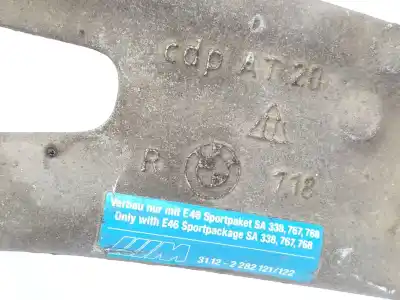 cdp AT 20
R
718
Verbau nur mit E46 Sportpaket SA 338, 767, 768
Only with E46 Sportpackage SA 338, 767, 768
31.12 - 2 282 121/122